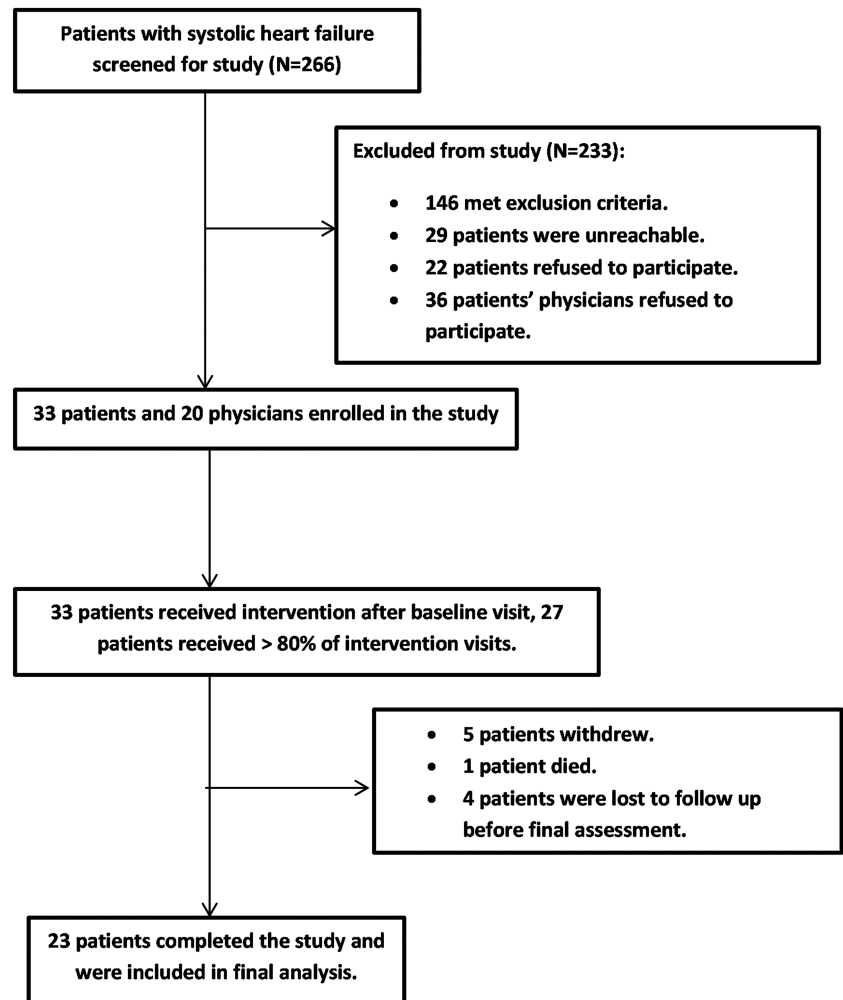 Patients with systolic heart failure
screened for study (N=266)
Excluded from study (N=233):
• 146 met exclusion criteria.
• 29 patients were unreachable.
• 22 patients refused to participate.
• 36 patients’ physicians refused to
participate.
33 patients and 20 physicians enrolled in the study
33 patients received intervention after baseline visit, 27
patients received > 80% of intervention visits.
• 5 patients withdrew.
• 1 patient died.
• 4 patients were lost to follow up
before final assessment.
23 patients completed the study and
were included in final analysis.